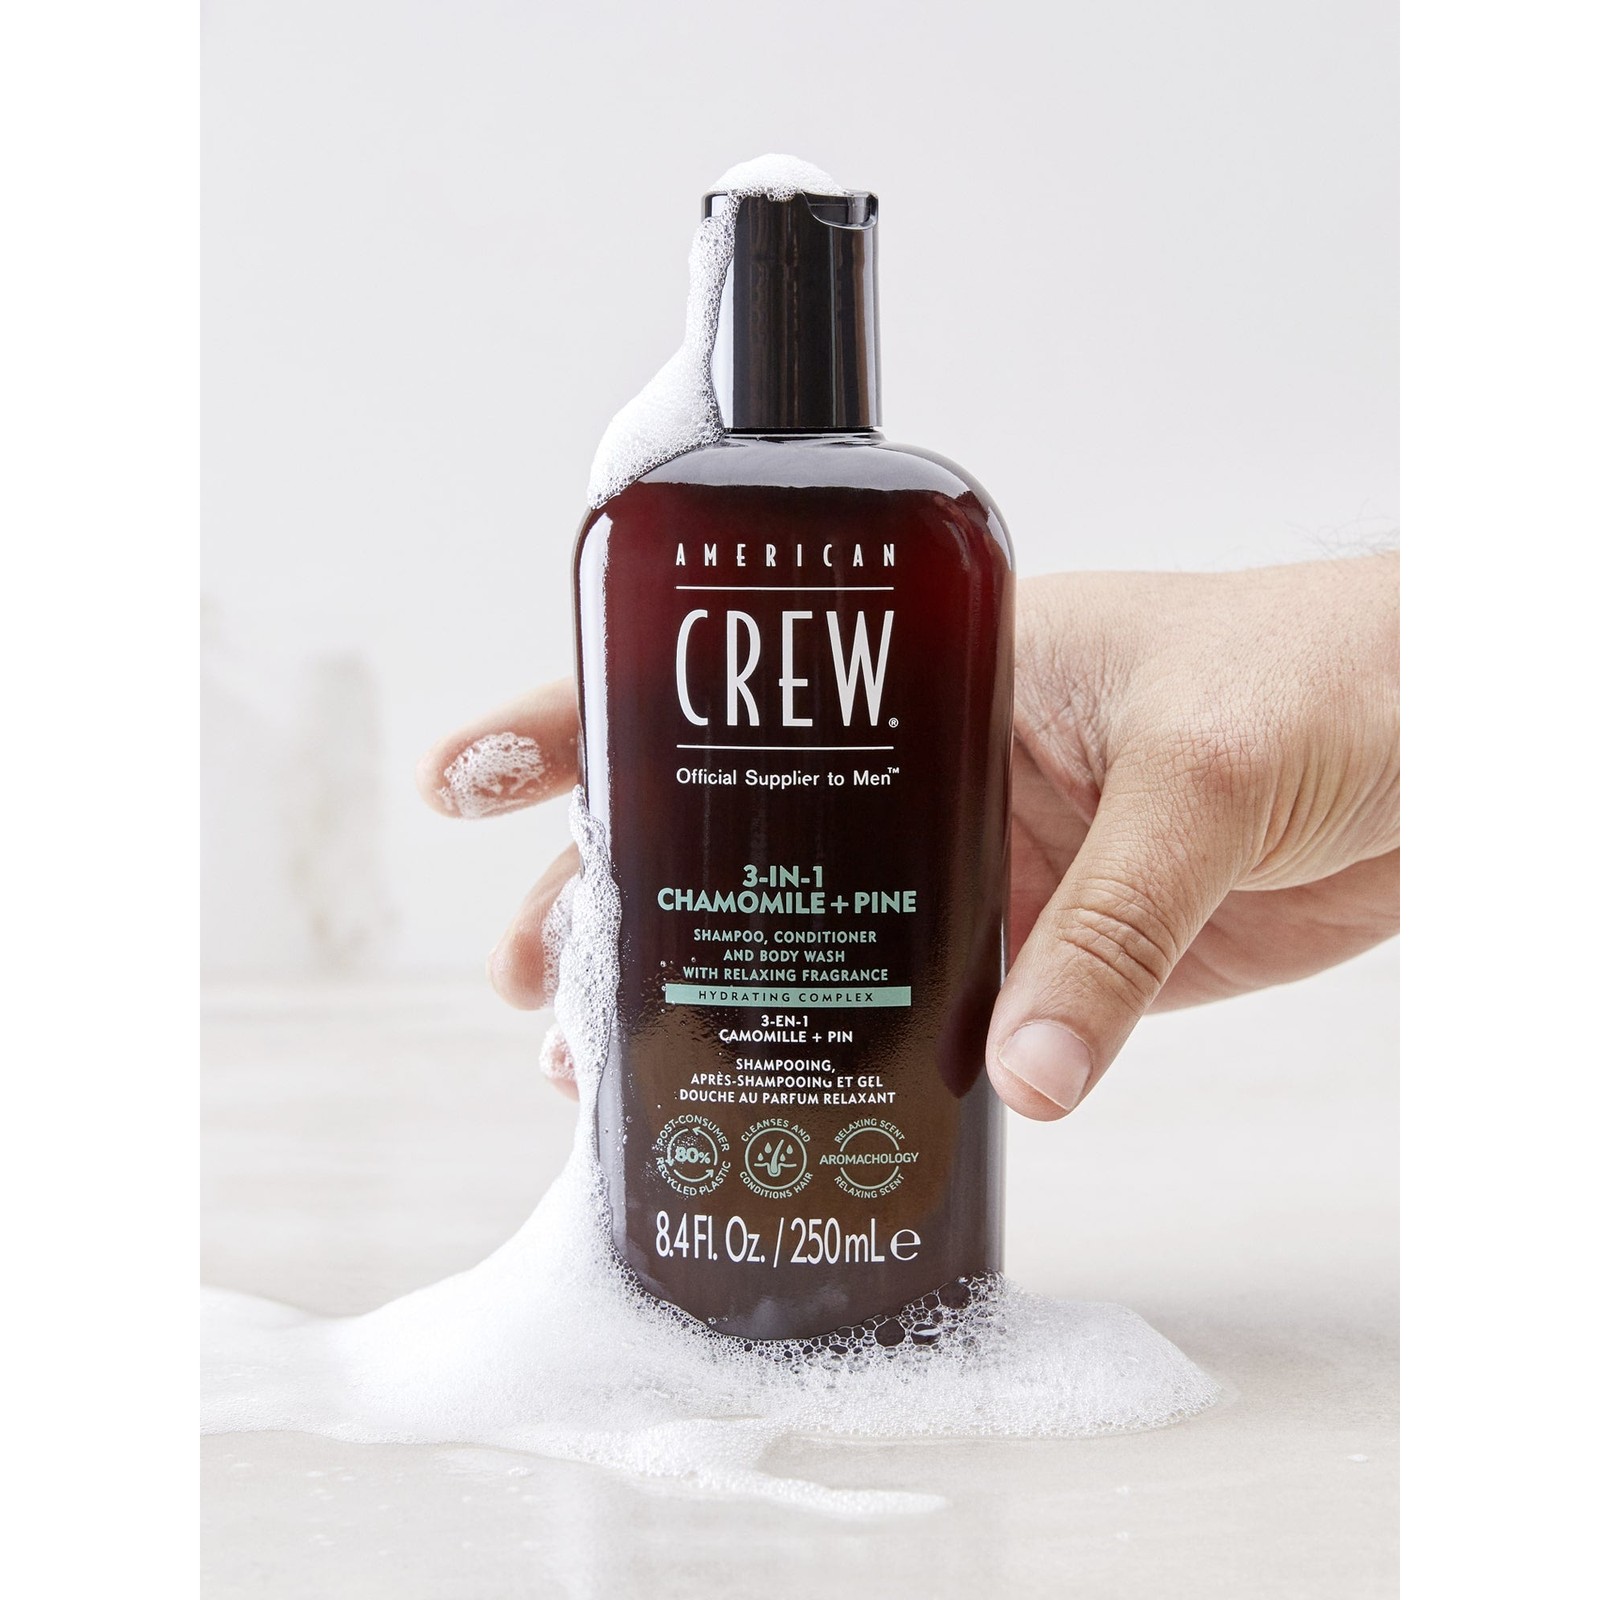 AMERICAN
CREW®
Official Supplier to Men™
3-IN-1
CHAMOMILE + PINE
SHAMPOO, CONDITIONER
AND BODY WASH
WITH RELAXING FRAGRANCE
HYDRATING COMPLEX
3-EN-1
CAMOMILLE + PIN
SHAMPOOING,
APRÈS-SHAMPOOING ET GEL
DOUCHE AU PARFUM RELAXANT
POST-CONSUMER
80%
RECYCLED PLASTIC
CLEANSES AND
CONDITIONS HAIR
RELAXING SCENT
AROMACHOLOGY
RELAXING SCENT
8.4 Fl. Oz. / 250 mL ℮